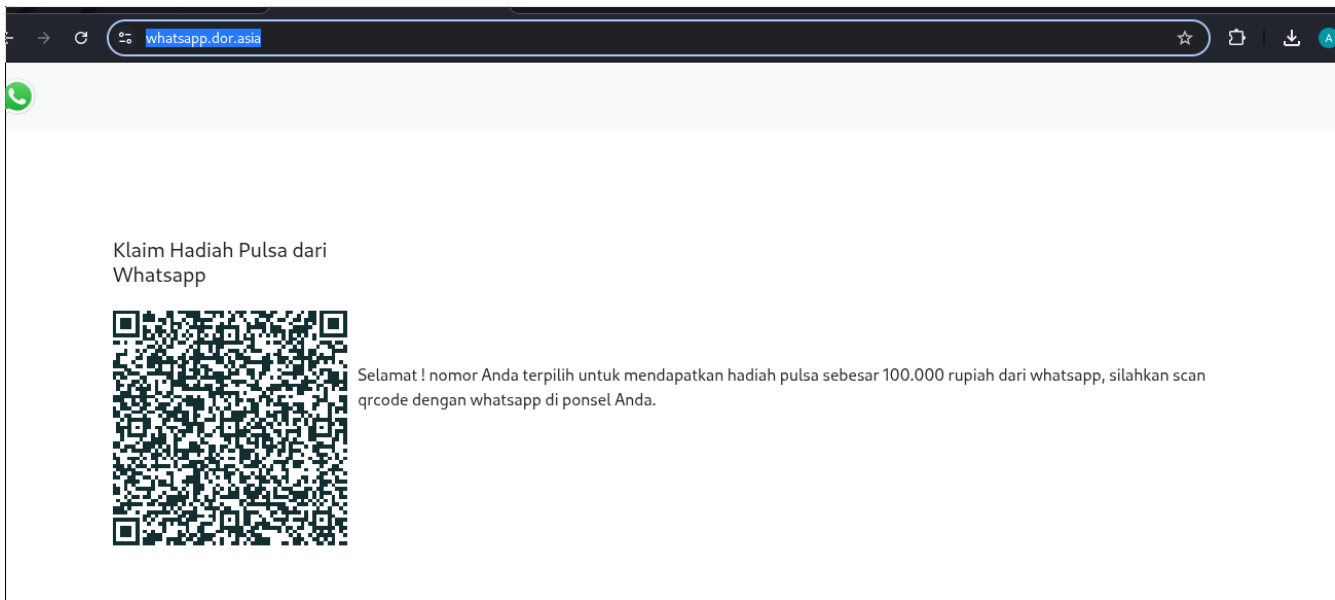 whatsapp.dor.asia
A
Klaim Hadiah Pulsa dari
Whatsapp
Selamat ! nomor Anda terpilih untuk mendapatkan hadiah pulsa sebesar 100.000 rupiah dari whatsapp, silahkan scan
qrcode dengan whatsapp di ponsel Anda.